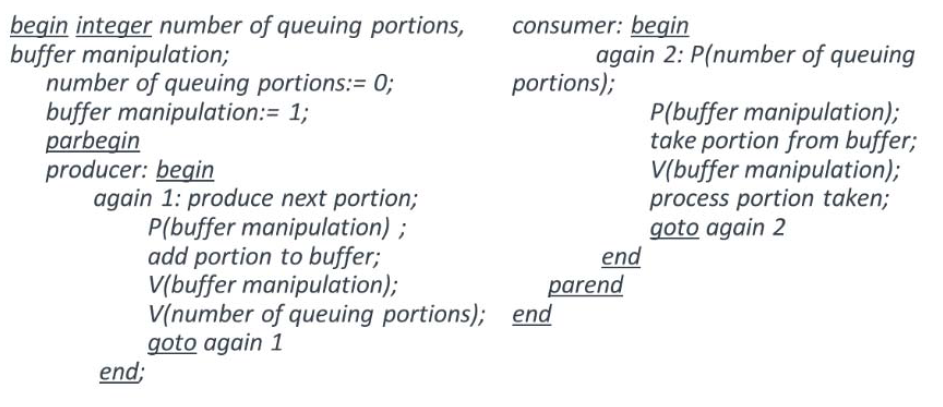 begin integer number of queuing portions,
buffer manipulation;
number of queuing portions:= 0;
buffer manipulation:= 1;
parbegin
producer: begin
again 1: produce next portion;
P(buffer manipulation) ;
add portion to buffer;
V(buffer manipulation);
V(number of queuing portions);
goto again 1
end;
consumer: begin
again 2: P(number of queuing
portions);
P(buffer manipulation);
take portion from buffer;
V(buffer manipulation);
process portion taken;
goto again 2
end
parend
end